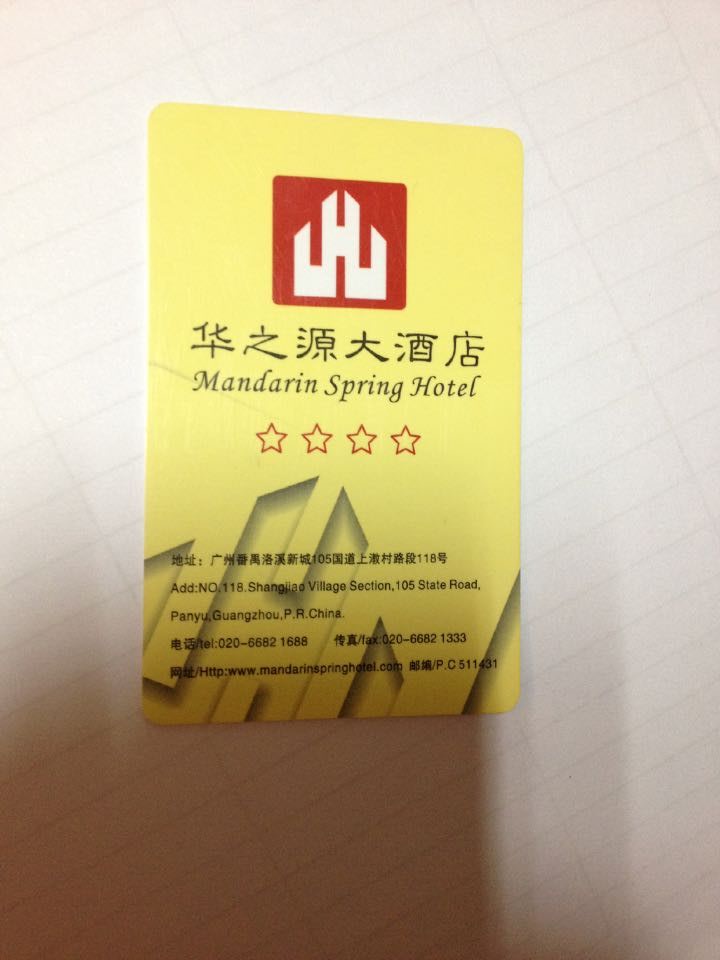 华之源大酒店
Mandarin Spring Hotel
地址：广州番禺洛溪新城105国道上漖村路段118号
Add:NO.118.Shangjiao Village Section,105 State Road,
Panyu,Guangzhou,P.R.China.
电话/tel:020-6682 1688 传真/fax:020-6682 1333
网址/Http:www.mandarinspringhotel.com 邮编/P.C 511431